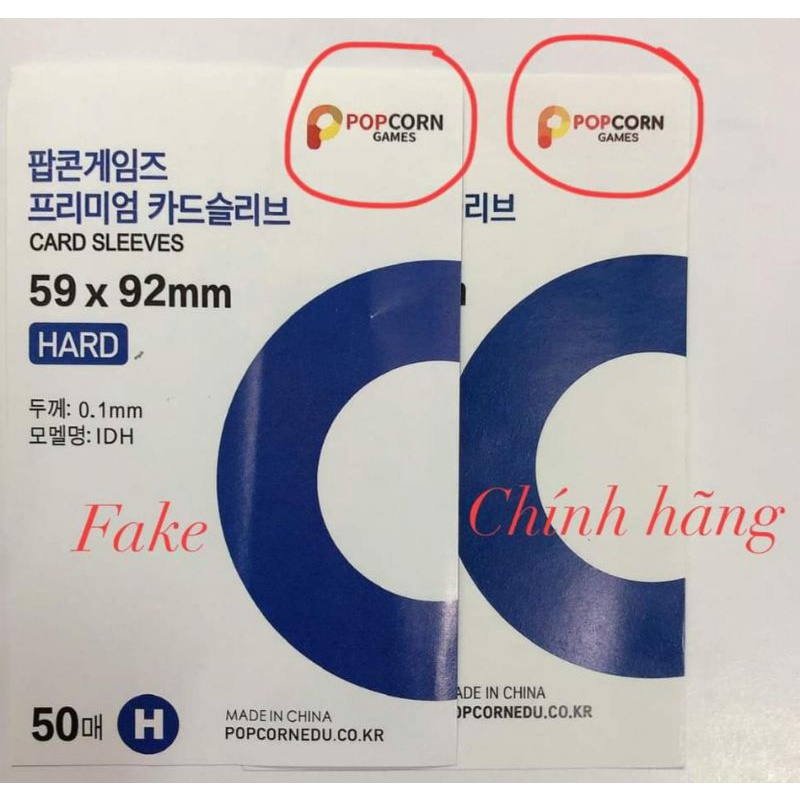 POPCORN
GAMES
팝콘게임즈
프리미엄 카드슬리브
CARD SLEEVES
59 x 92mm
HARD
두께: 0.1mm
모멜명: IDH
Fake
50매 H
MADE IN CHINA
POPCORNEDU.CO.KR
POPCORN
GAMES
리브
Chính hãng
ADE IN CHINA
OPCORNEDU.CO.KR